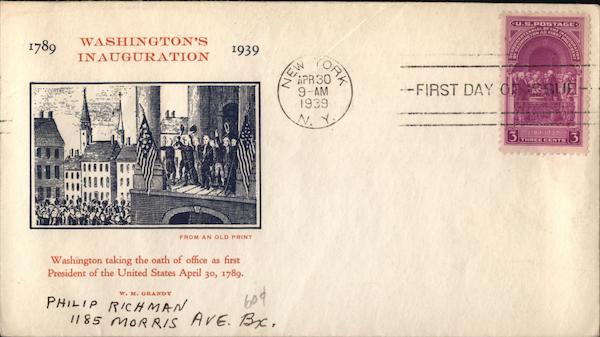 1789 WASHINGTON'S 1939
INAUGURATION
FROM AN OLD PRINT
Washington taking the oath of office as first
President of the United States April 30, 1789.
W. M. GRANDY
PHILIP RICHMAN
1185 MORRIS AVE. Bx.
60¢
NEW YORK
APR 30
9-AM
1939
N. Y.
FIRST DAY OF ISSUE
U.S. POSTAGE
3 1789-1939 3
THREE CENTS